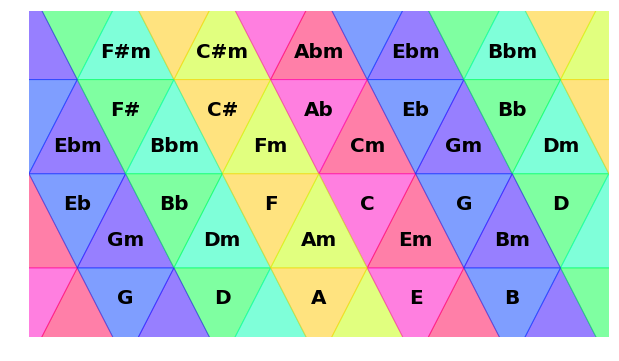 F#m C#m Abm Ebm Bbm
F# C# Ab Eb Bb
Ebm Bbm Fm Cm Gm Dm
Eb Bb F C G D
Gm Dm Am Em Bm
G D A E B